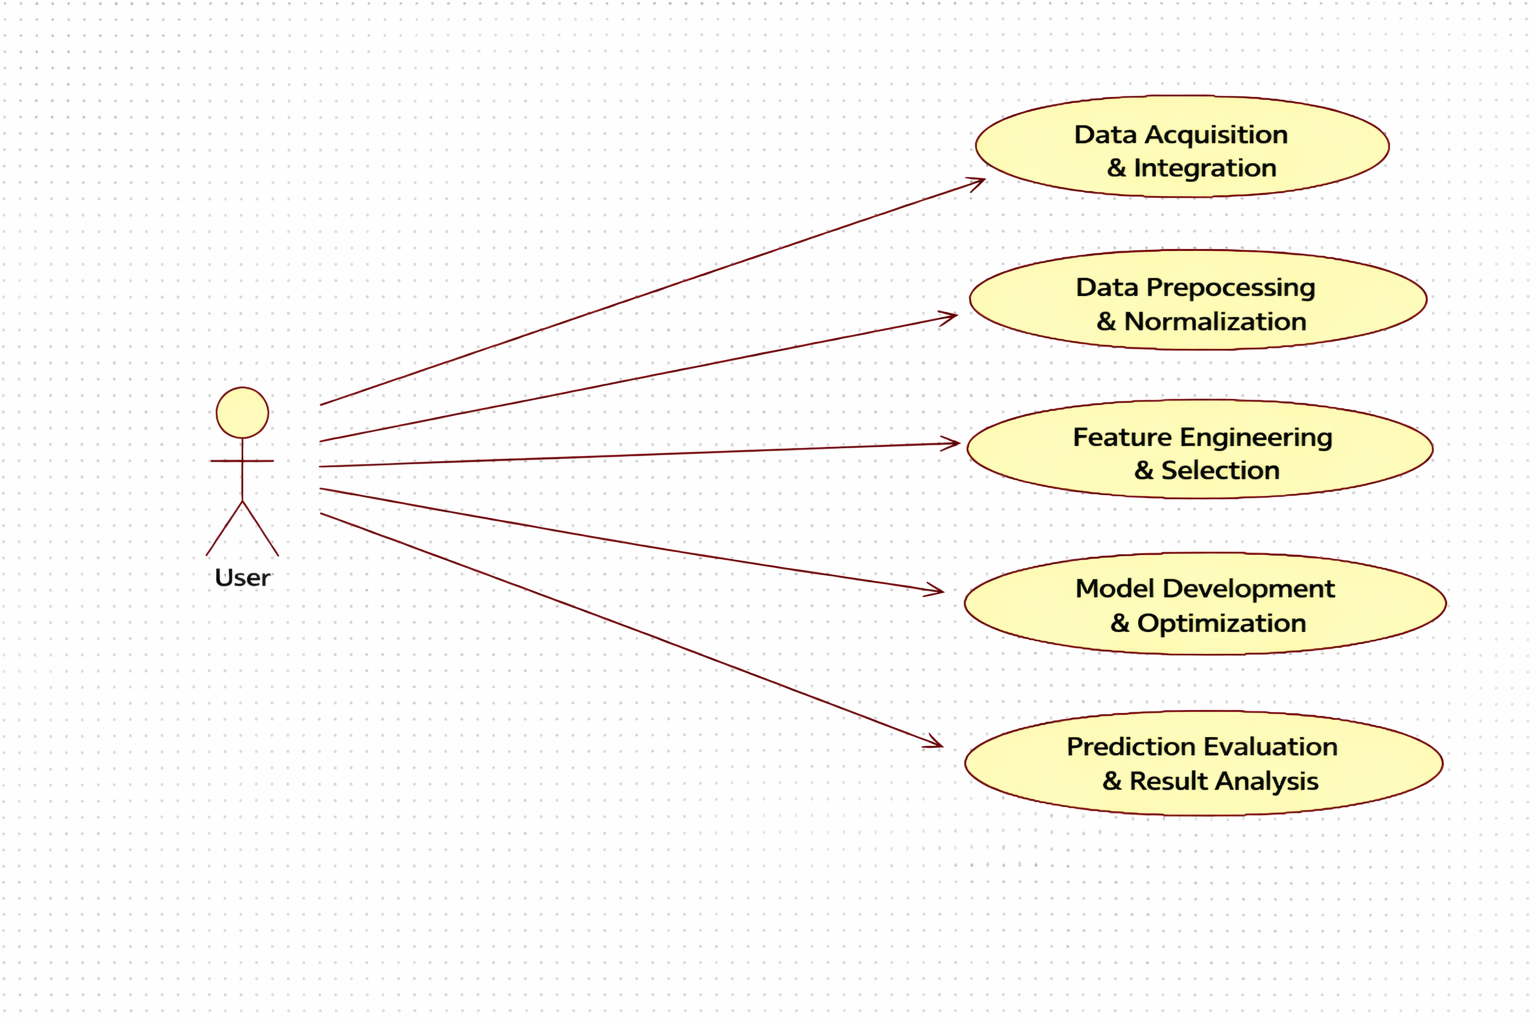 Data Acquisition
& Integration
Data Prepocessing
& Normalization
Feature Engineering
& Selection
User
Model Development
& Optimization
Prediction Evaluation
& Result Analysis